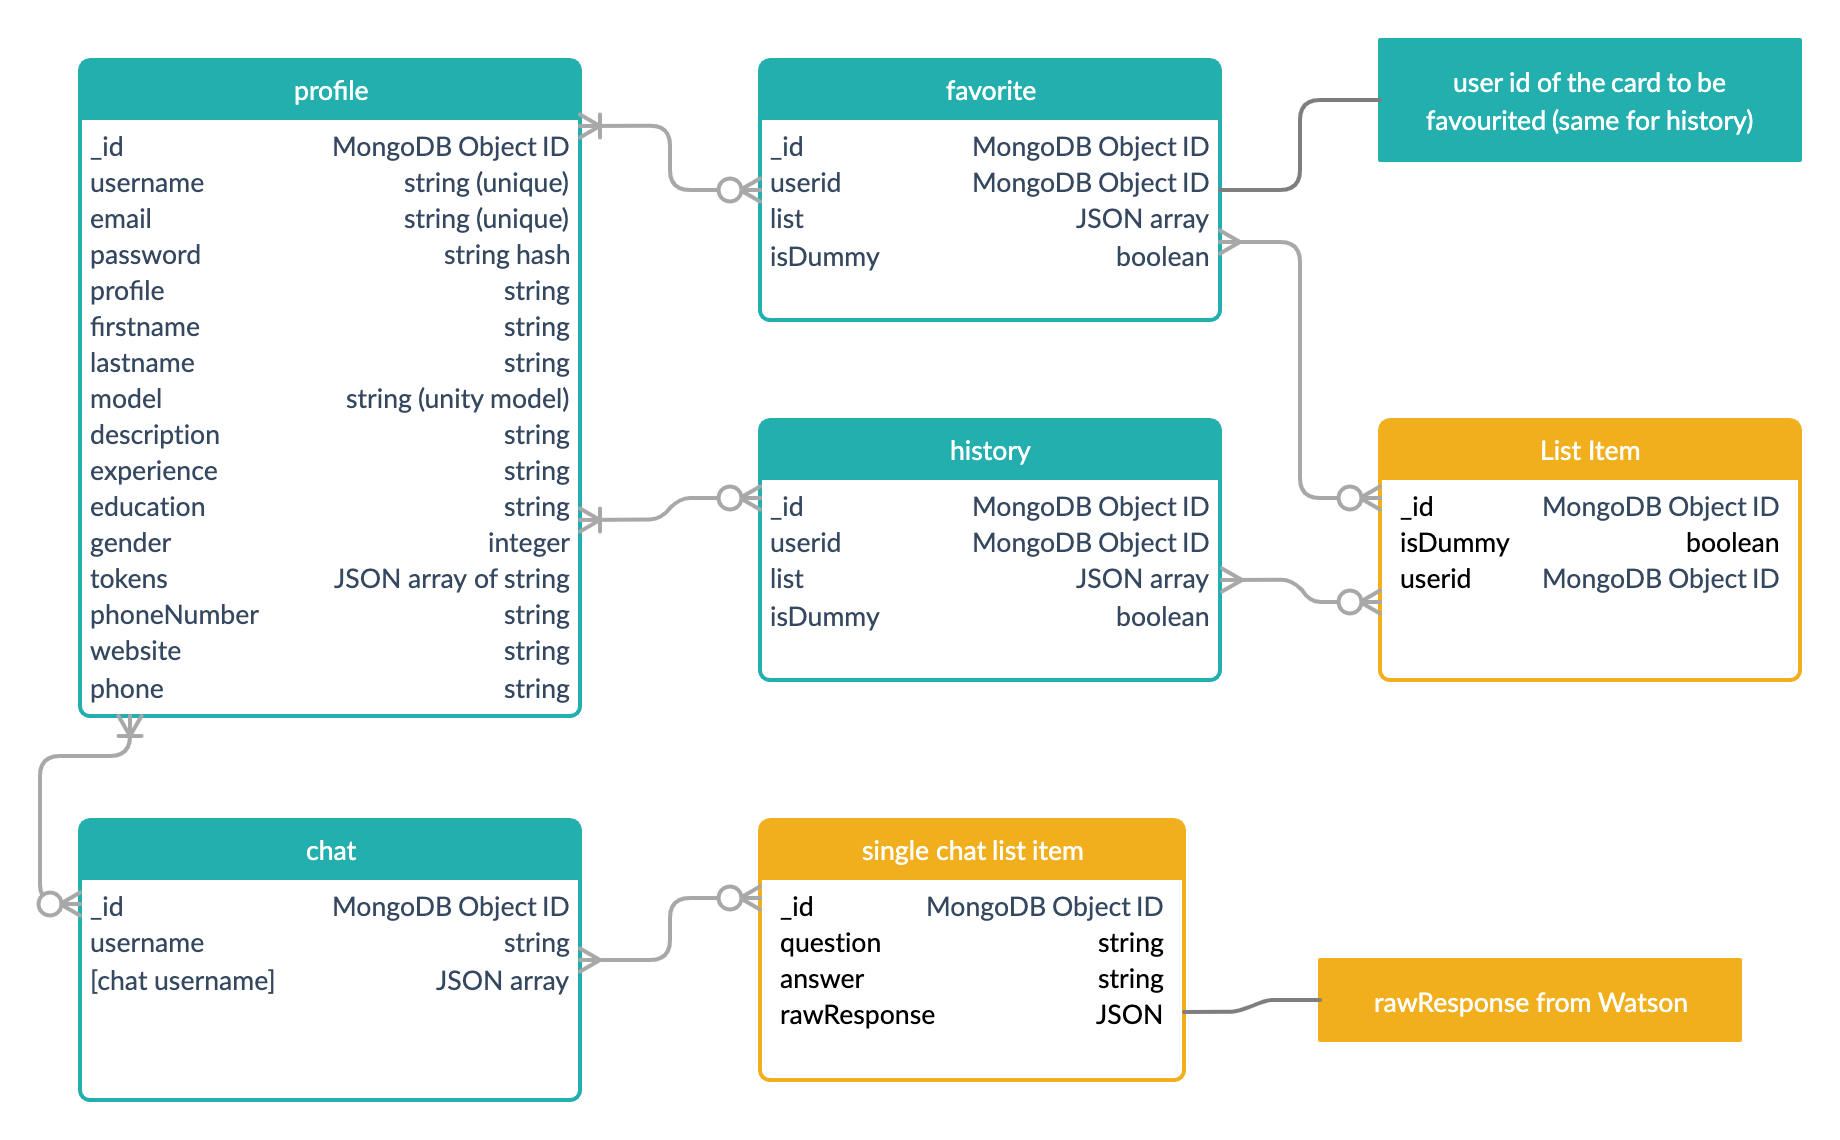 profile
_id MongoDB Object ID
username string (unique)
email string (unique)
password string hash
profile string
firstname string
lastname string
model string (unity model)
description string
experience string
education string
gender integer
tokens JSON array of string
phoneNumber string
website string
phone string
favorite
_id MongoDB Object ID
userid MongoDB Object ID
list JSON array
isDummy boolean
user id of the card to be
favourited (same for history)
history
_id MongoDB Object ID
userid MongoDB Object ID
list JSON array
isDummy boolean
List Item
_id MongoDB Object ID
isDummy boolean
userid MongoDB Object ID
chat
_id MongoDB Object ID
username string
[chat username] JSON array
single chat list item
_id MongoDB Object ID
question string
answer string
rawResponse JSON
rawResponse from Watson